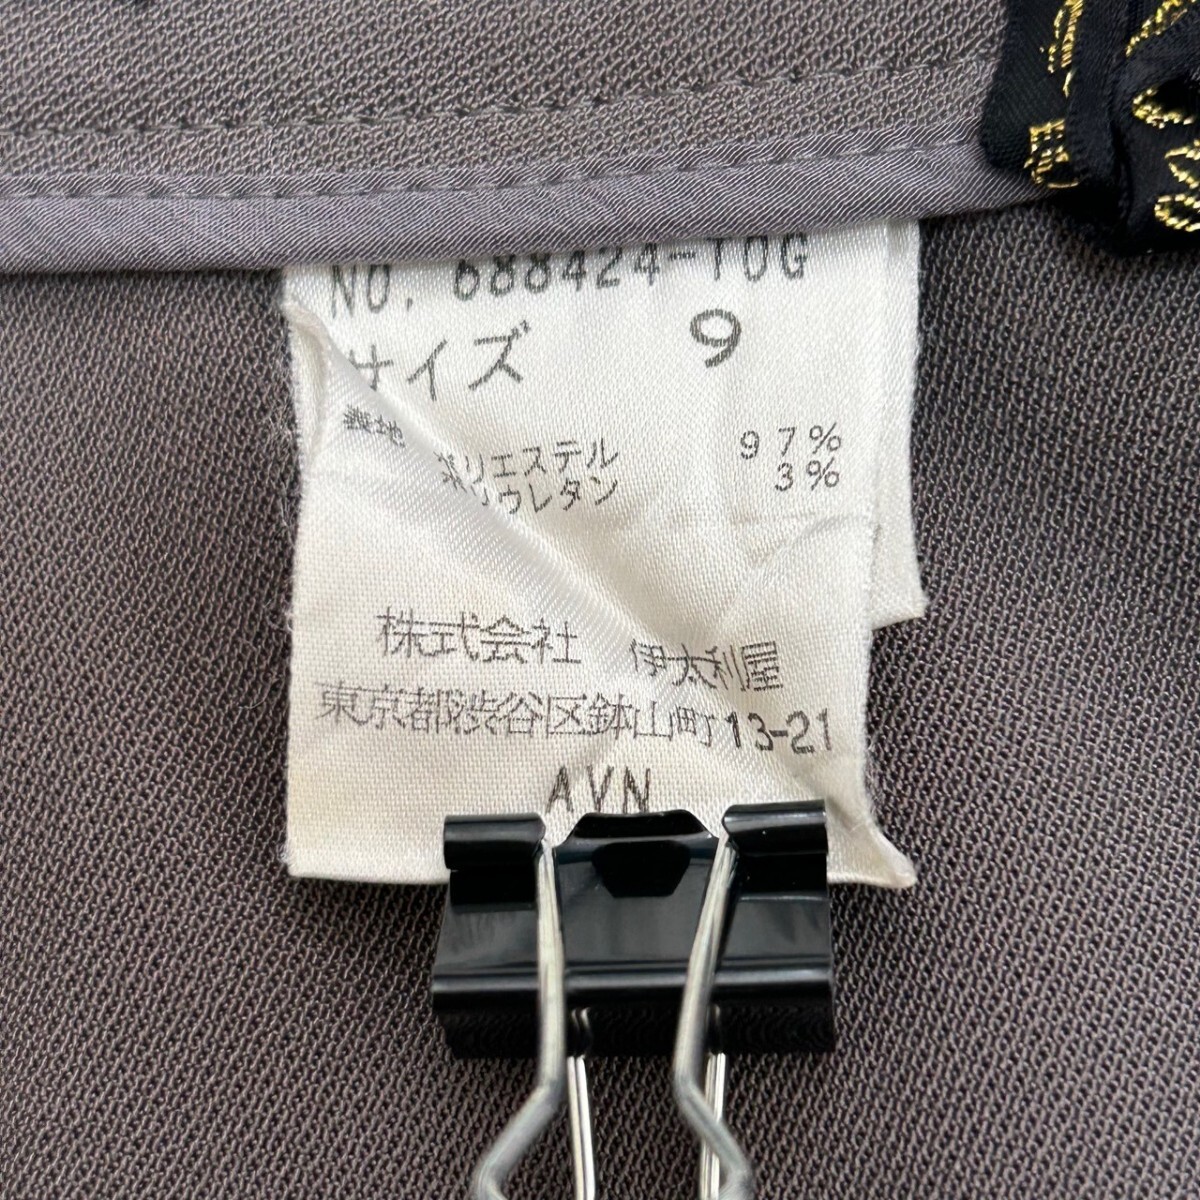 NO. 688424-TOG
サイズ 9
表地
ポリエステル 97%
ポリウレタン 3%
株式会社 伊太利屋
東京都渋谷区鉢山町13-21
AVN